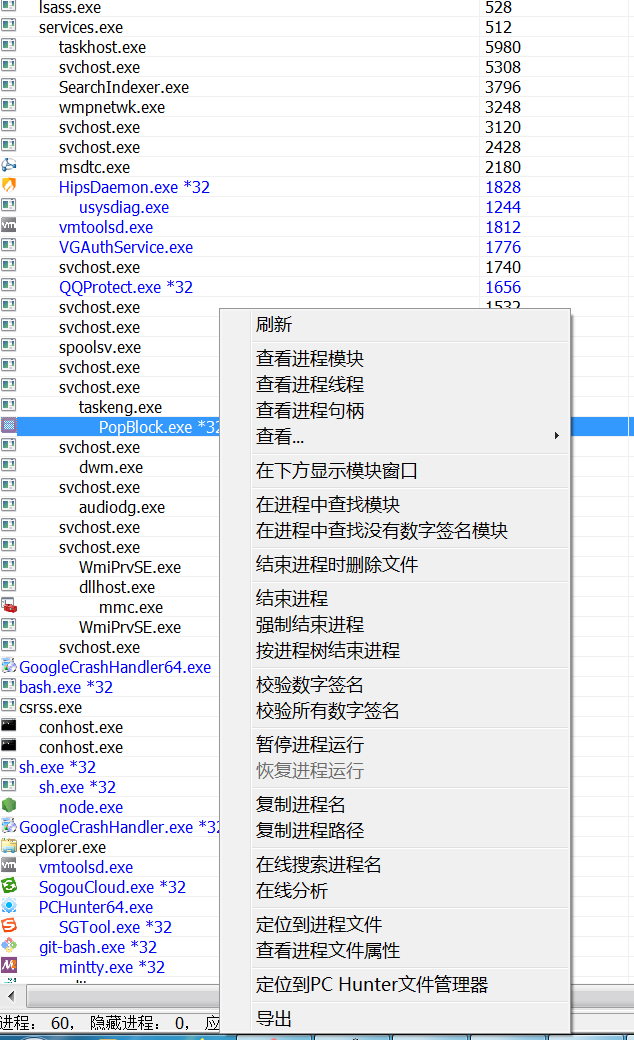 lsass.exe 528
services.exe 512
taskhost.exe 5980
svchost.exe 5308
SearchIndexer.exe 3796
wmpnetwk.exe 3248
svchost.exe 3120
svchost.exe 2428
msdtc.exe 2180
HipsDaemon.exe *32 1828
usysdiag.exe 1244
vmtoolsd.exe 1812
VGAuthService.exe 1776
svchost.exe 1740
QQProtect.exe *32 1656
svchost.exe 1532
svchost.exe
spoolsv.exe
svchost.exe
svchost.exe
taskeng.exe
PopBlock.exe *32
svchost.exe
dwm.exe
svchost.exe
audiodg.exe
svchost.exe
svchost.exe
WmiPrvSE.exe
dllhost.exe
mmc.exe
WmiPrvSE.exe
svchost.exe
GoogleCrashHandler64.exe
bash.exe *32
csrss.exe
conhost.exe
conhost.exe
sh.exe *32
sh.exe *32
node.exe
GoogleCrashHandler.exe *32
explorer.exe
vmtoolsd.exe
SogouCloud.exe *32
PCHunter64.exe
SGTool.exe *32
git-bash.exe *32
mintty.exe *32
进程： 60， 隐藏进程： 0， 应
刷新
查看进程模块
查看进程线程
查看进程句柄
查看...
在下方显示模块窗口
在进程中查找模块
在进程中查找没有数字签名模块
结束进程时删除文件
结束进程
强制结束进程
按进程树结束进程
校验数字签名
校验所有数字签名
暂停进程运行
恢复进程运行
复制进程名
复制进程路径
在线搜索进程名
在线分析
定位到进程文件
查看进程文件属性
定位到PC Hunter文件管理器
导出